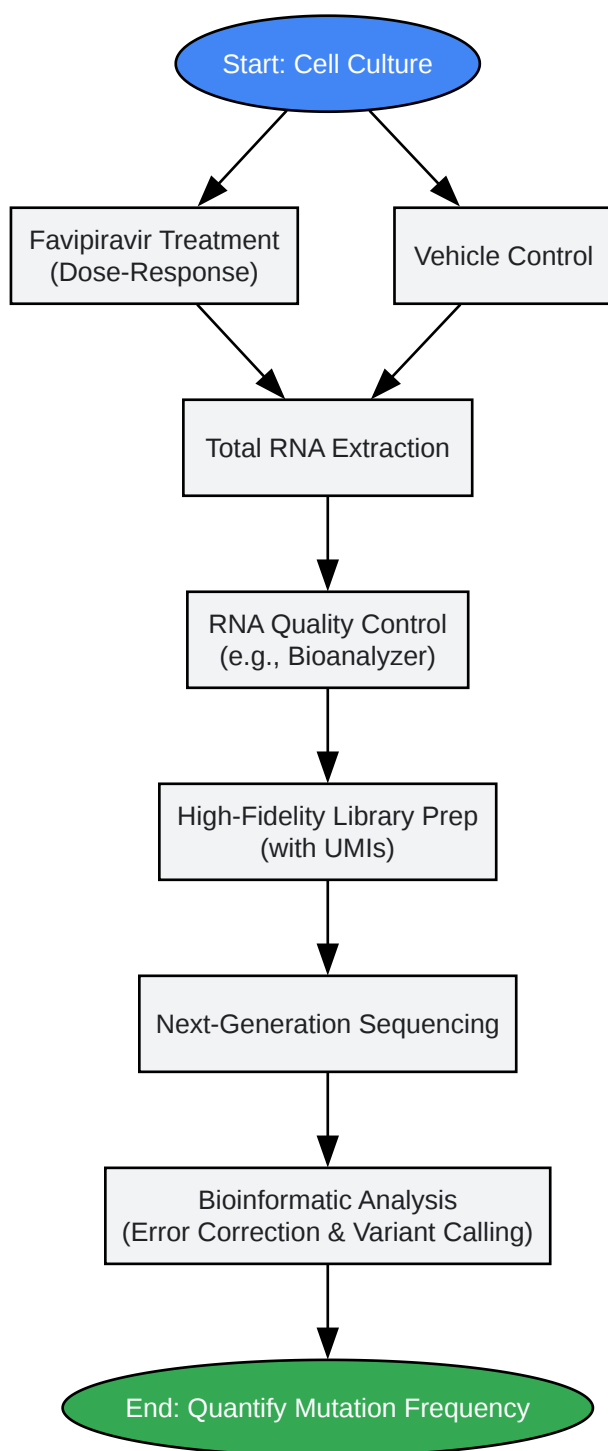 Start: Cell Culture
Favipiravir Treatment
(Dose-Response)
Vehicle Control
Total RNA Extraction
RNA Quality Control
(e.g., Bioanalyzer)
High-Fidelity Library Prep
(with UMIs)
Next-Generation Sequencing
Bioinformatic Analysis
(Error Correction & Variant Calling)
End: Quantify Mutation Frequency